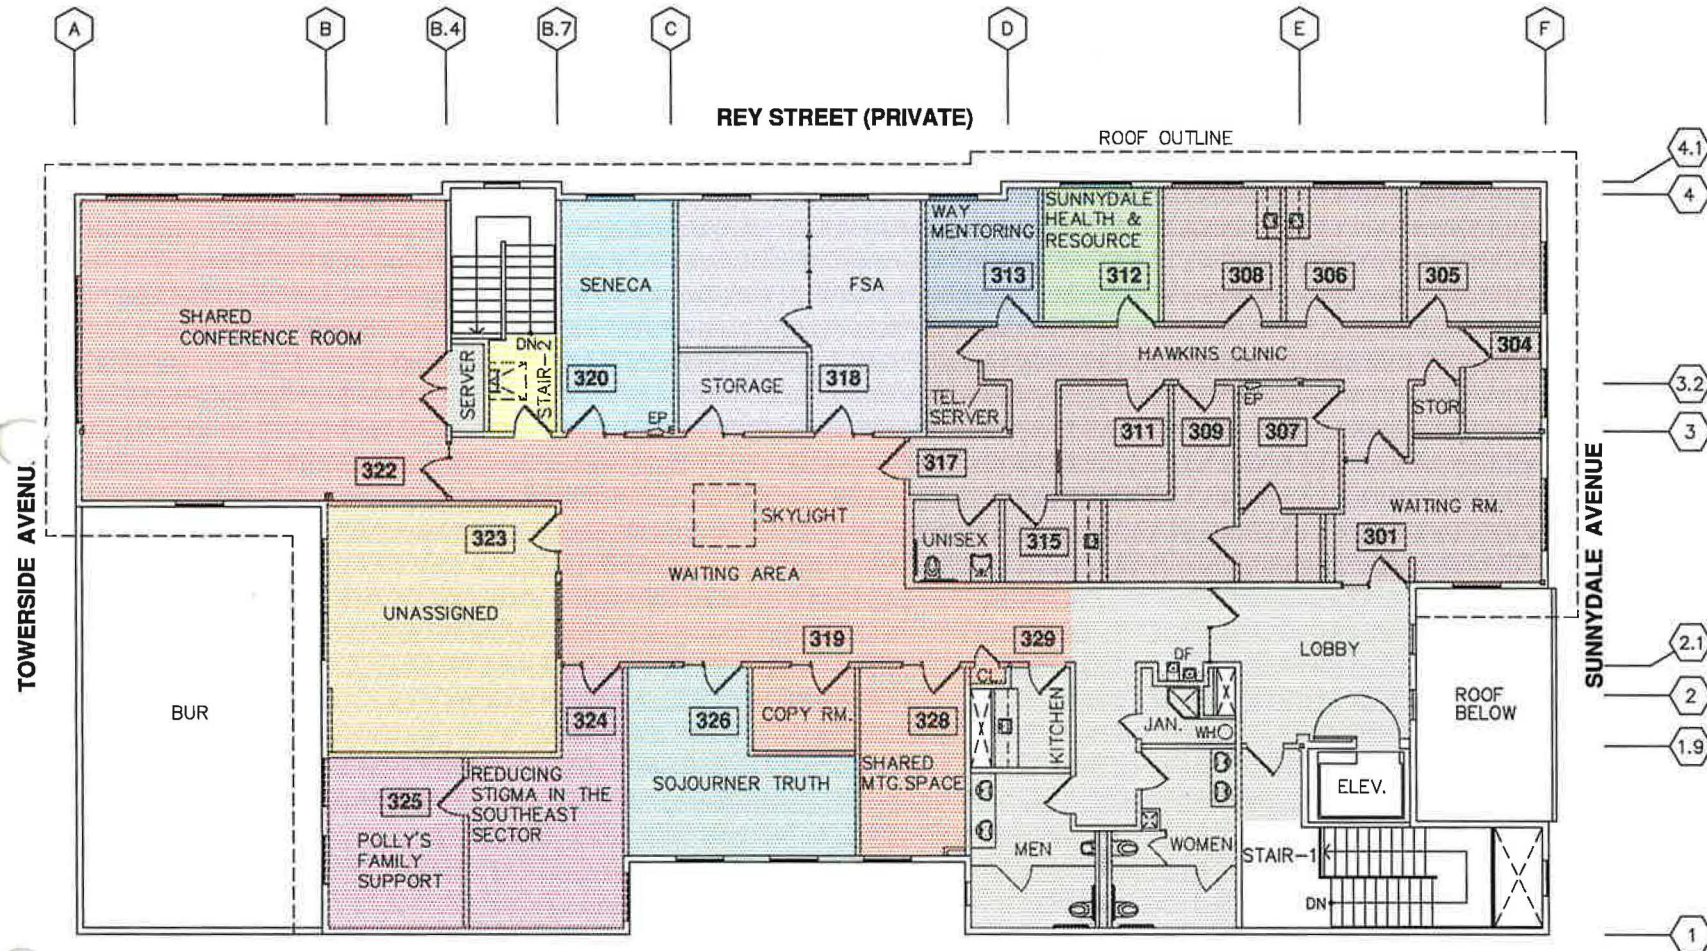 A
B
B.4
B.7
C
D
E
F
REY STREET (PRIVATE)
ROOF OUTLINE
4.1
4
3.2
3
2.1
2
1.9
1
TOWERSIDE AVENU
SUNNYDALE AVENUE
SHARED
CONFERENCE ROOM
322
SERVER
DN
STAIR-2
SENECA
320
EP
STORAGE
FSA
318
WAY
MENTORING
313
SUNNYDALE
HEALTH &
RESOURCE
312
308
306
305
304
HAWKINS CLINIC
TEL./
SERVER
317
311
309
EP
307
STOR.
WAITING RM.
301
UNISEX
315
SKYLIGHT
WAITING AREA
319
329
323
UNASSIGNED
BUR
324
REDUCING
STIGMA IN THE
SOUTHEAST
SECTOR
325
POLLY'S
FAMILY
SUPPORT
326
SOJOURNER TRUTH
COPY RM.
328
SHARED
MTG.SPACE
CL.
KITCHEN
DF
JAN.
WH
LOBBY
ROOF
BELOW
ELEV.
MEN
WOMEN
STAIR-1
DN